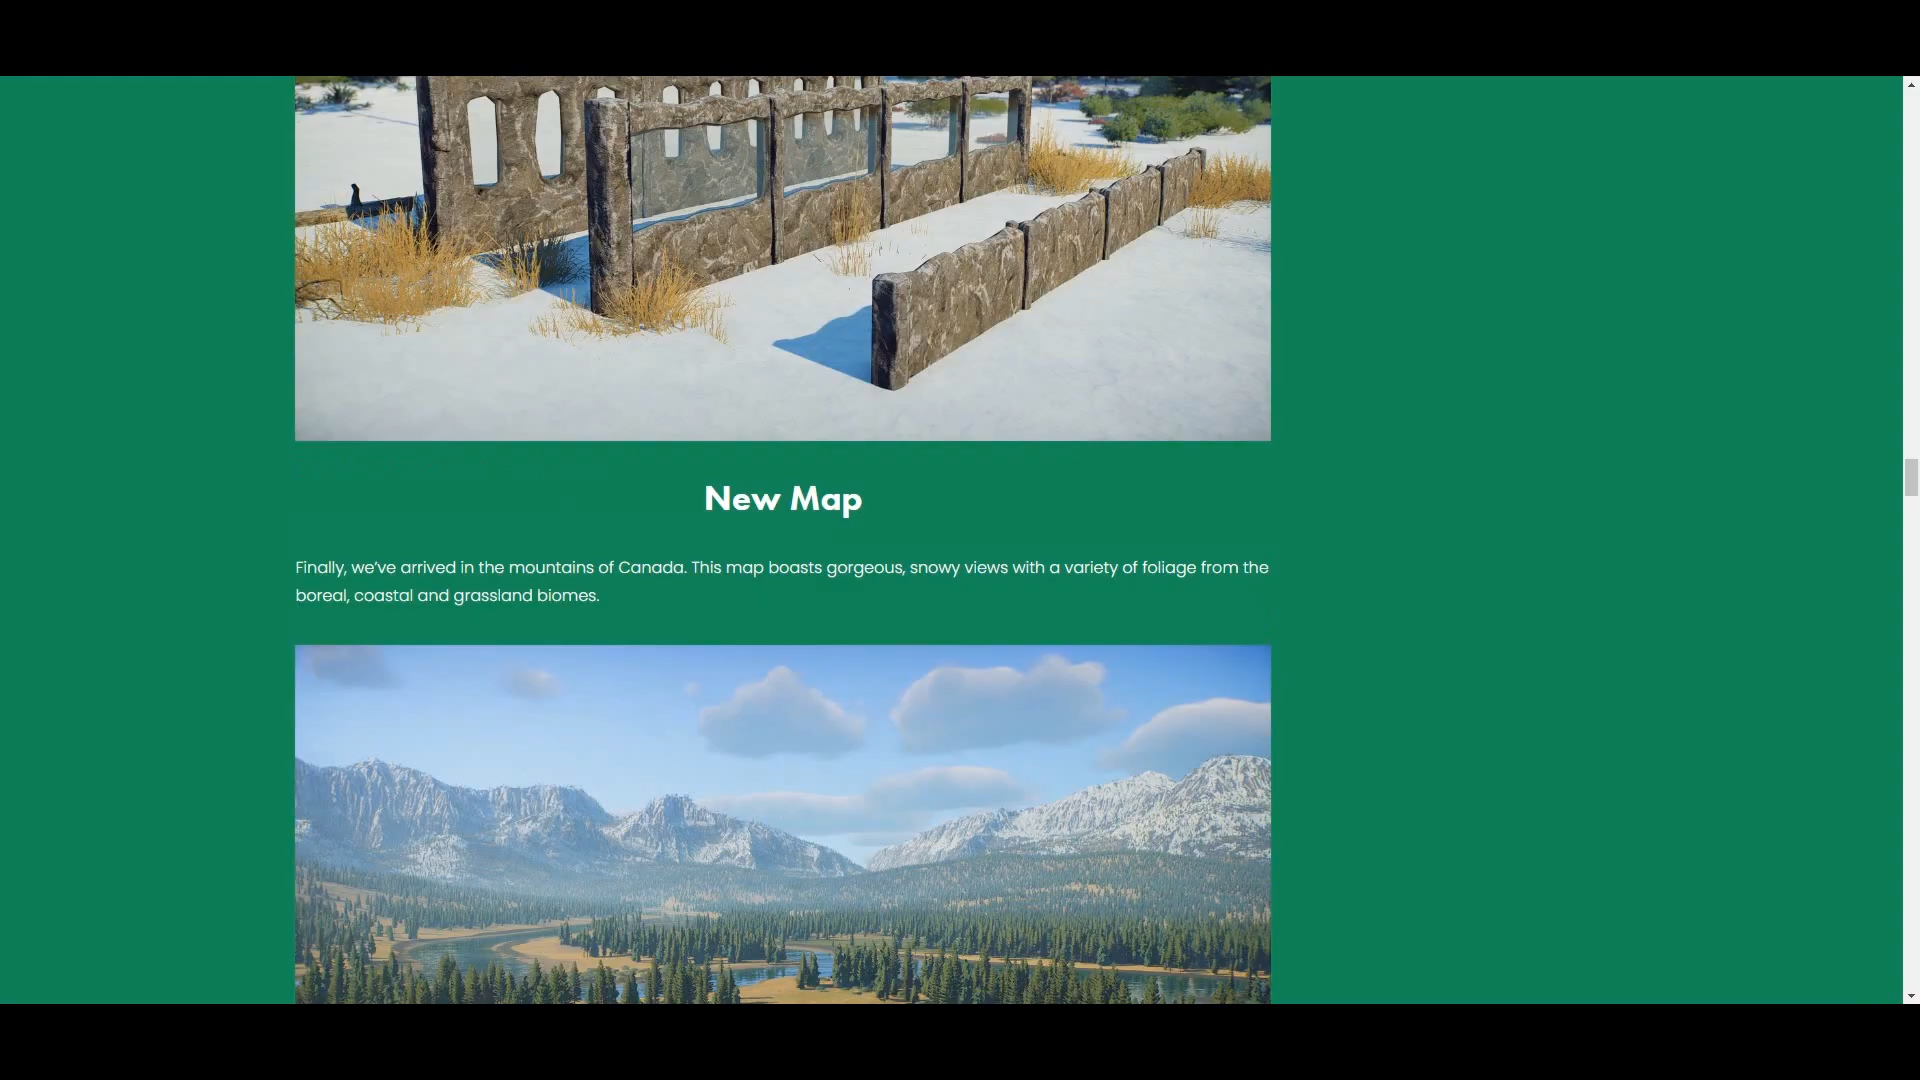 New Map
Finally, we’ve arrived in the mountains of Canada. This map boasts gorgeous, snowy views with a variety of foliage from the
boreal, coastal and grassland biomes.